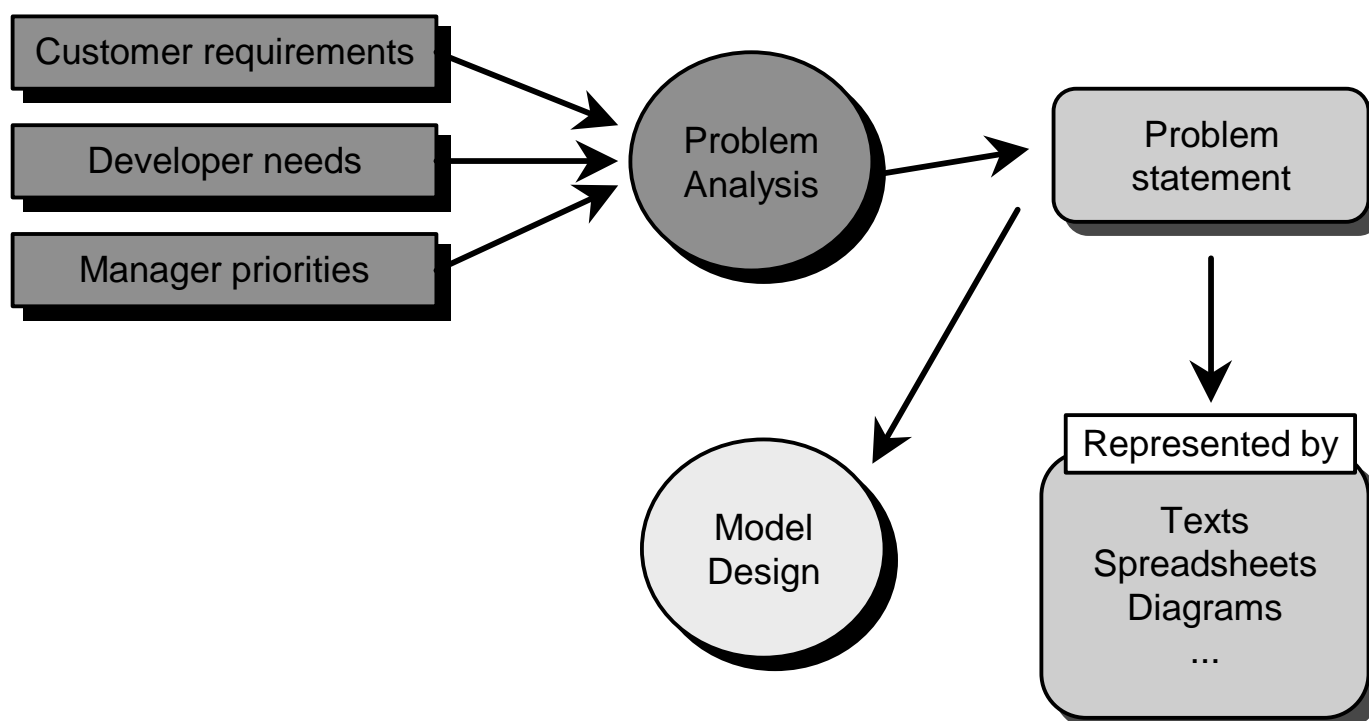 Customer requirements
Developer needs
Manager priorities
Problem
Analysis
Problem
statement
Model
Design
Represented by
Texts
Spreadsheets
Diagrams
...